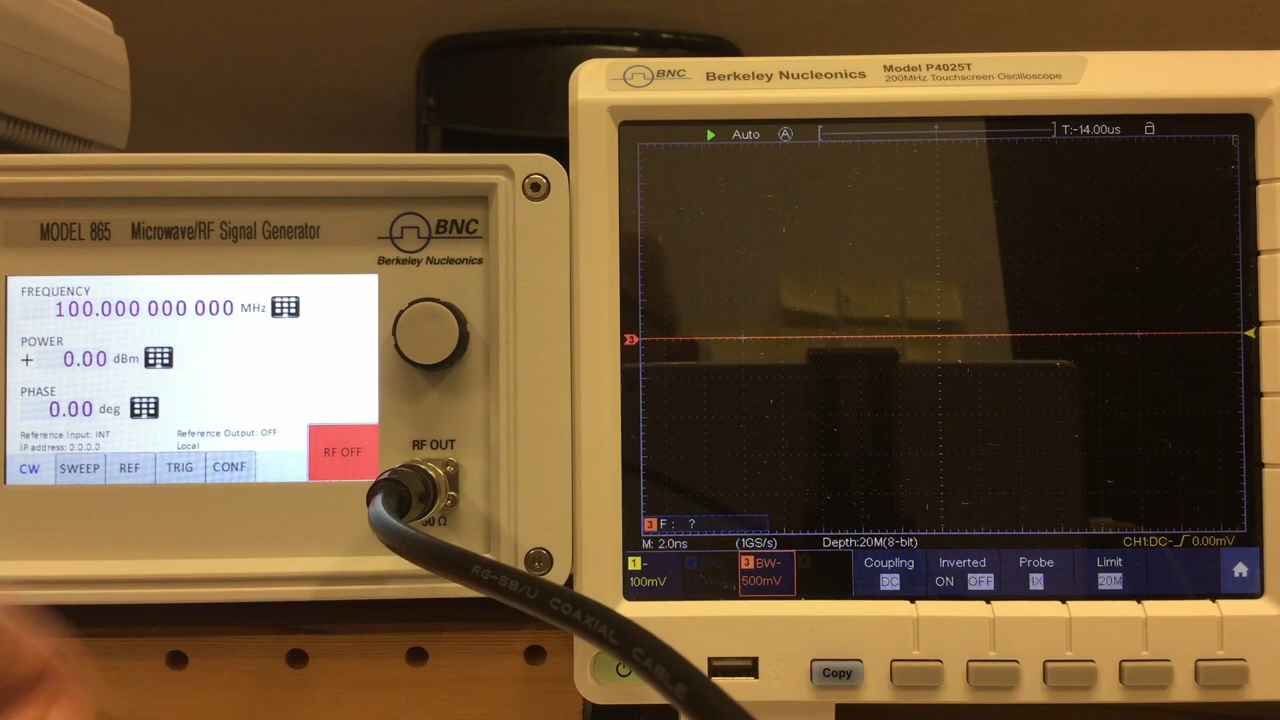 BNC Berkeley Nucleonics Model P4025T
200MHz Touchscreen Oscilloscope
Auto A T:-14.00us
MODEL 865 Microwave/RF Signal Generator
BNC
Berkeley Nucleonics
FREQUENCY
100.000 000 000 MHz
POWER
+ 0.00 dBm
PHASE
0.00 deg
Reference Input: INT Reference Output: OFF
IP address: 0.0.0.0 Local
RF OFF
CW SWEEP REF TRIG CONF
RF OUT
50 Ω
RG-58/U COAXIAL CABLE
3
3 F: ?
M: 2.0ns (1GS/s) Depth:20M(8-bit) CH1:DC- 0.00mV
1 - 3 BW- Coupling Inverted Probe Limit
100mV 500mV DC ON OFF 1X 20M
Copy